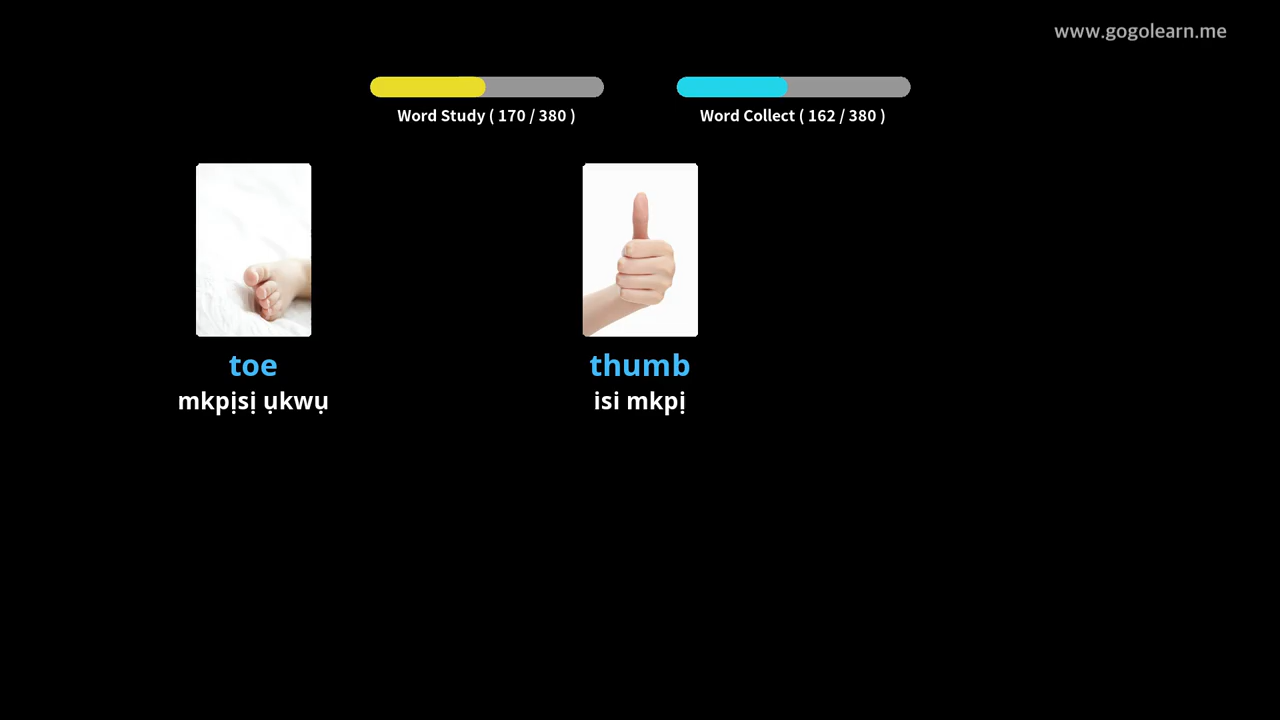 www.gogolearn.me
Word Study ( 170 / 380 )
Word Collect ( 162 / 380 )
toe
mkpịsị ụkwụ
thumb
isi mkpị